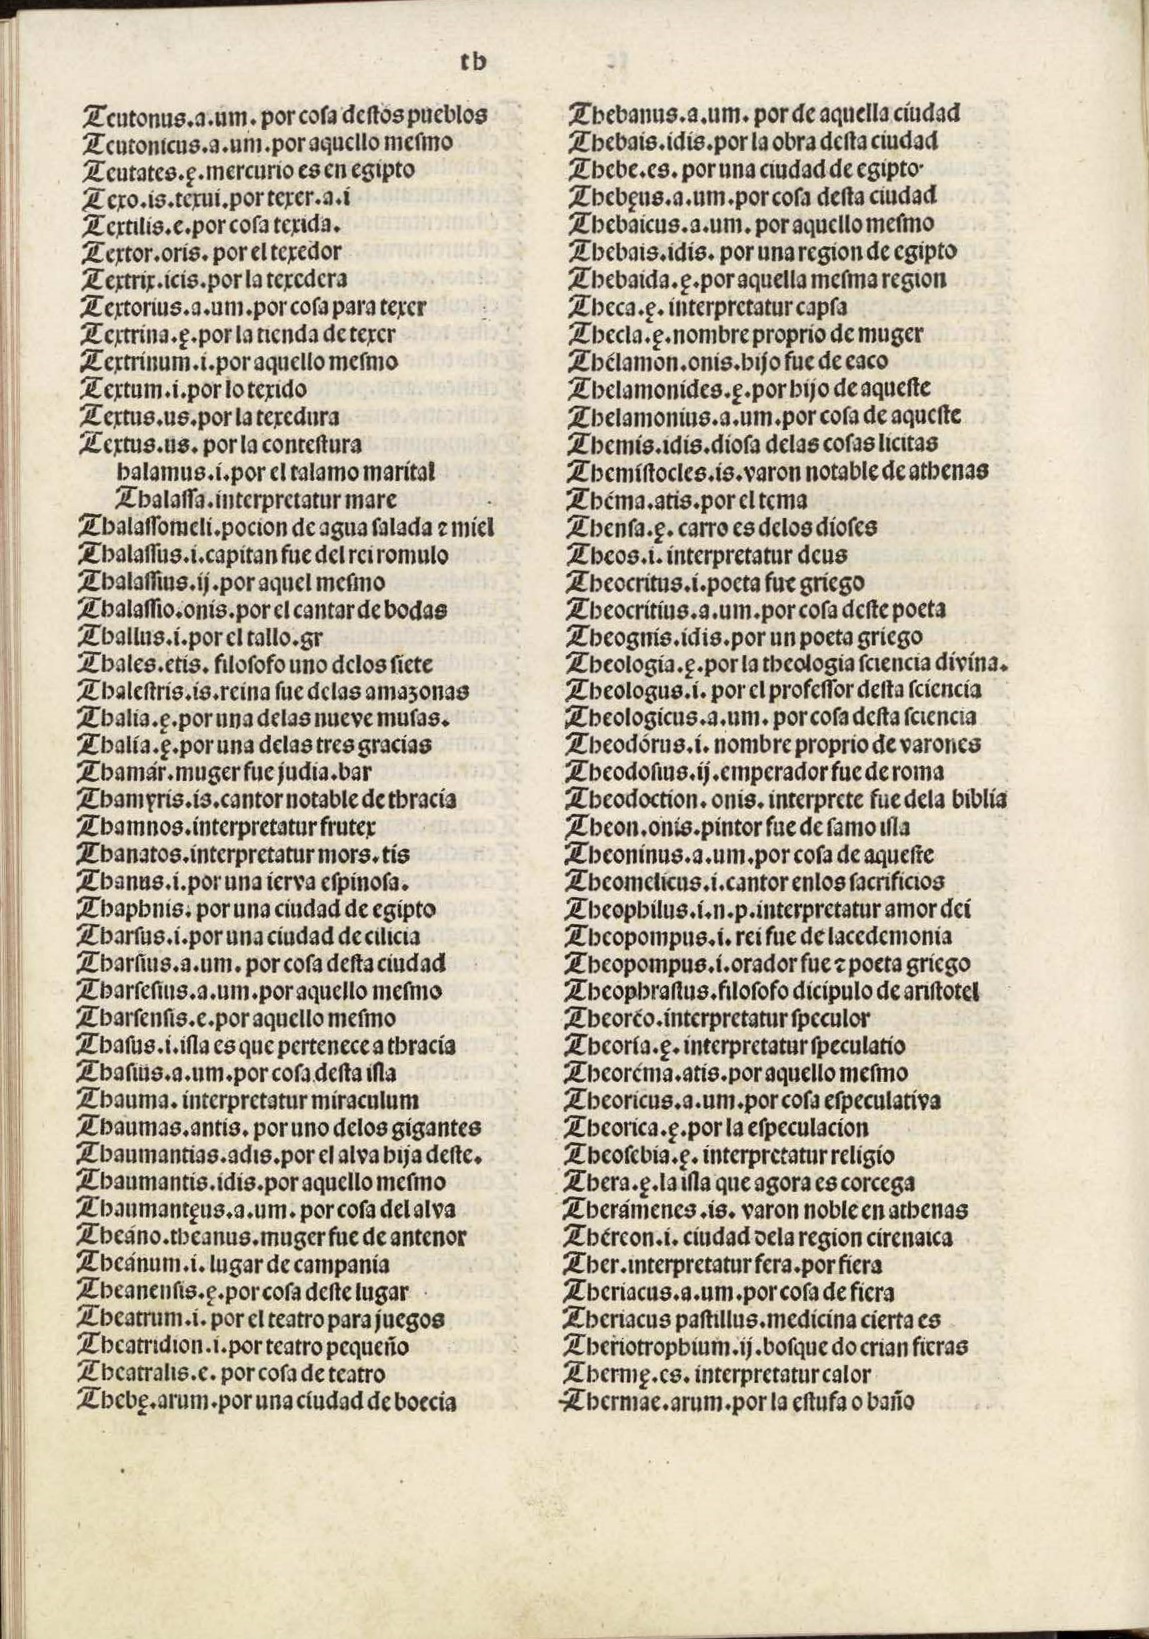 th
Teutonus.a.um. por cosa destos pueblos
Teutonicus.a.um.por aquello mesmo
Teutates.ę.mercurio es en egipto
Texo.is.texui.por texer.a.i
Textilis.e.por cosa texida.
Textor.oris. por el texedor
Textrix.icis.por la texedera
Textorius.a.um.por cosa para texer
Textrina.ę.por la tienda de texer
Textrinum.i.por aquello mesmo
Textum.i.por lo texido
Textus.us.por la texedura
Textus.us. por la contestura
halamus.i.por el talamo marital
Thalassa.interpretatur mare
Thalassomeli.pocion de agua salada ⁊ miel
Thalassus.i.capitan fue del rei romulo
Thalassius.ij.por aquel mesmo
Thalassio.onis.por el cantar de bodas
Thallus.i.por el tallo.gr
Thales.etis. filosofo uno delos siete
Thalestris.is.reina fue delas amazonas
Thalia.ę.por una delas nueve musas.
Thalia.ę.por una delas tres gracias
Thamár.muger fue judia.bar
Thamyris.is.cantor notable de thracia
Thamnos.interpretatur frutex
Thanatos.interpretatur mors.tis
Thanus.i.por una ierva espinosa.
Thaphnis. por una ciudad de egipto
Tharsus.i.por una ciudad de cilicia
Tharsius.a.um. por cosa desta ciudad
Tharsesius.a.um.por aquello mesmo
Tharsensis.e.por aquello mesmo
Thasus.i.isla es que pertenece a thracia
Thasius.a.um.por cosa desta isla
Thauma. interpretatur miraculum
Thaumas.antis. por uno delos gigantes
Thaumantias.adis.por el alva hija deste.
Thaumantis.idis.por aquello mesmo
Thaumantęus.a.um. por cosa del alva
Theáno.theanus.muger fue de antenor
Theánum.i.lugar de campania
Theanensis.ę.por cosa deste lugar
Theatrum.i. por el teatro para juegos
Theatridion.i.por teatro pequeño
Theatralis.e. por cosa de teatro
Thebę.arum.por una ciudad de boecia
Thebanus.a.um. por de aquella ciudad
Thebais.idis.por la obra desta ciudad
Thebe.es. por una ciudad de egipto.
Thebęus.a.um.por cosa desta ciudad
Thebaicus.a.um. por aquello mesmo
Thebais.idis. por una region de egipto
Thebaida.ę.por aquella mesma region
Theca.ę. interpretatur capsa
Thecla.ę.nombre proprio de muger
Thélamon.onis.hijo fue de eaco
Thelamonides.ę.por hijo de aqueste
Thelamonius.a.um.por cosa de aqueste
Themis.idis.diosa delas cosas licitas
Themistocles.is.varon notable de athenas
Théma.atis.por el tema
Thensa.ę. carro es delos dioses
Theos.i. interpretatur deus
Theocritus.i.poeta fue griego
Theocritius.a.um.por cosa deste poeta
Theognis.idis.por un poeta griego
Theologia.ę.por la theologia sciencia divina.
Theologus.i. por el professor desta sciencia
Theologicus.a.um. por cosa desta sciencia
Theodórus.i. nombre proprio de varones
Theodosius.ij.emperador fue de roma
Theodoction.onis. interprete fue dela biblia
Theon.onis.pintor fue de samo isla
Theoninus.a.um.por cosa de aqueste
Theomelicus.i.cantor enlos sacrificios
Theophilus.i.n.p.interpretatur amor dei
Theopompus.i. rei fue de lacedemonia
Theopompus.i.orador fue ⁊ poeta griego
Theophrastus.filosofo dicipulo de aristotel
Theoréo.interpretatur speculor
Theoría.ę. interpretatur speculatio
Theoréma.atis.por aquello mesmo
Theoricus.a.um.por cosa especulativa
Theorica.ę.por la especulacion
Theosebia.ę. interpretatur religio
Thera.ę.la isla que agora es corcega
Therámenes.is. varon noble en athenas
Théreon.i. ciudad dela region cirenaica
Ther.interpretatur fera.por fiera
Theriacus.a.um.por cosa de fiera
Theriacus pastillus.medicina cierta es
Theriotrophium.ij.bosque do crian fieras
Thermę.es. interpretatur calor
Thermae.arum.por la estufa o baño